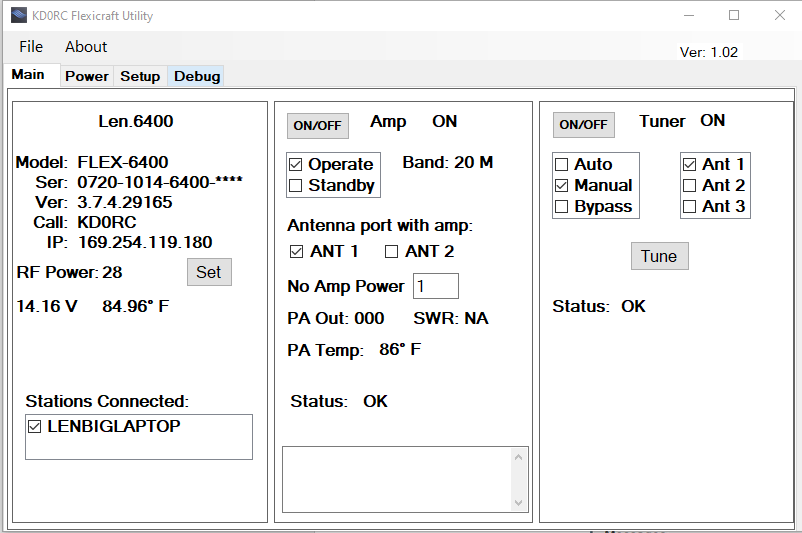 KD0RC Flexicraft Utility
File About
Ver: 1.02
Main Power Setup Debug
Len.6400
Model: FLEX-6400
Ser: 0720-1014-6400-****
Ver: 3.7.4.29165
Call: KD0RC
IP: 169.254.119.180
RF Power: 28 Set
14.16 V 84.96° F
Stations Connected:
LENBIGLAPTOP
ON/OFF Amp ON
Operate Band: 20 M
Standby
Antenna port with amp:
ANT 1 ANT 2
No Amp Power 1
PA Out: 000 SWR: NA
PA Temp: 86° F
Status: OK
ON/OFF Tuner ON
Auto Ant 1
Manual Ant 2
Bypass Ant 3
Tune
Status: OK